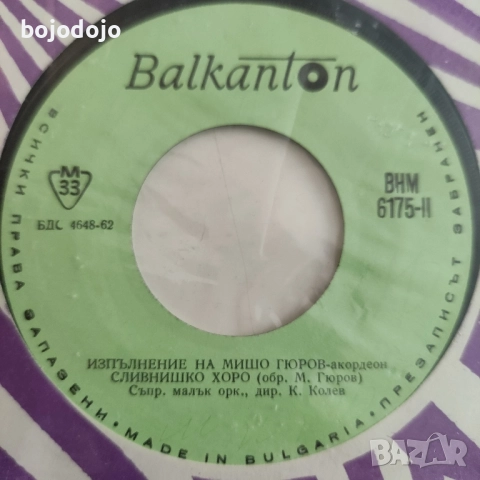 bojodojo
Balkanton
М
33
БДС 4648-62
ВНМ
6175-II
ИЗПЪЛНЕНИЕ НА МИШО ГЮРОВ-акордеон
СЛИВНИШКО ХОРО (обр. М. Гюров)
Съпр. малък орк., дир. К. Колев
ВСИЧКИ ПРАВА ЗАПАЗЕНИ • MADE IN BULGARIA • ПРЕЗАПИСЪТ ЗАБРАНЕН
BAZAR